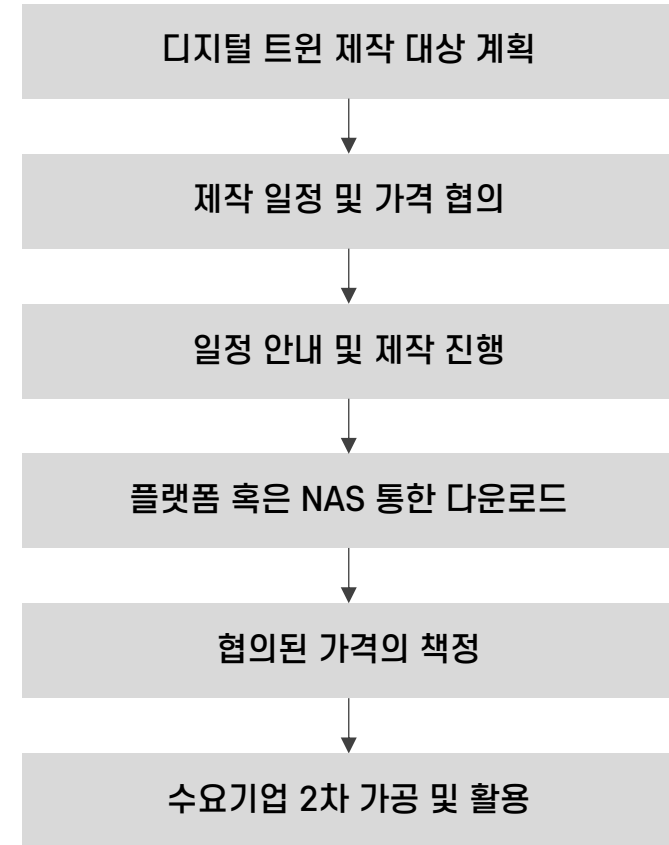 디지털 트윈 제작 대상 계획
제작 일정 및 가격 협의
일정 안내 및 제작 진행
플랫폼 혹은 NAS 통한 다운로드
협의된 가격의 책정
수요기업 2차 가공 및 활용